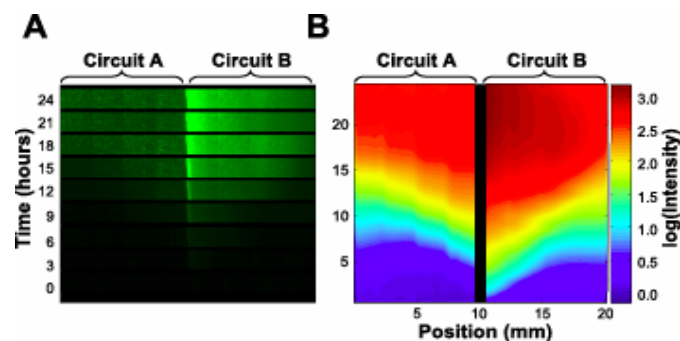 A
Circuit A
Circuit B
Time (hours)
24
21
18
15
12
9
6
3
0
B
Circuit A
Circuit B
20
15
10
5
5
10
15
20
Position (mm)
3.0
2.5
2.0
1.5
1.0
0.5
0.0
log(Intensity)